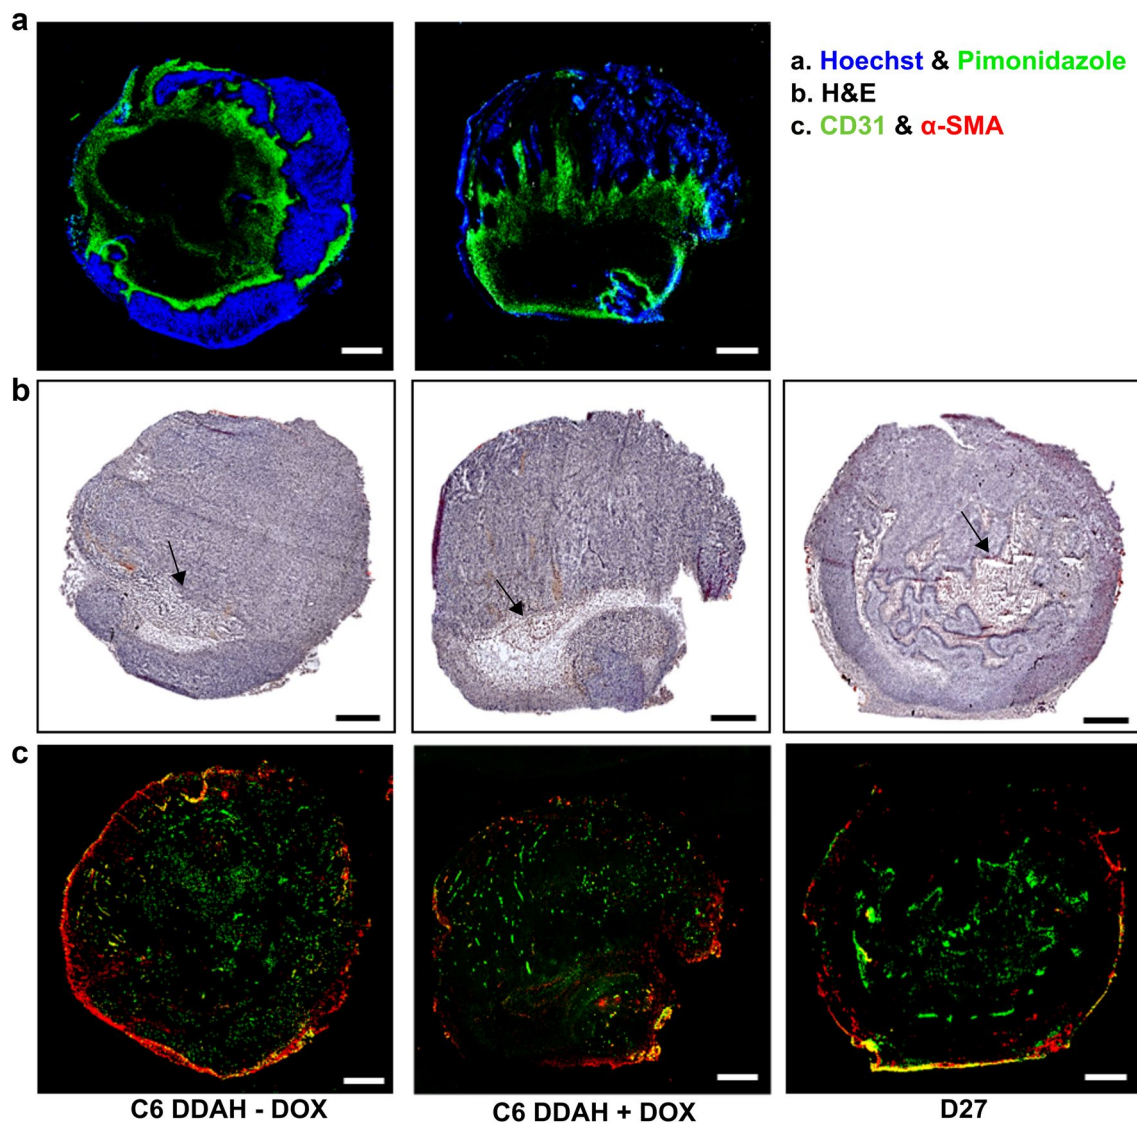 a
a. Hoechst & Pimonidazole
b. H&E
c. CD31 & α-SMA
b
c
C6 DDAH - DOX
C6 DDAH + DOX
D27